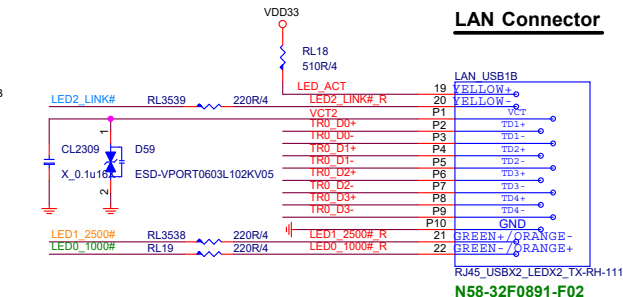 VDD33
LAN Connector
RL18
510R/4
LED_ACT
LAN_USB1B
19 YELLOW+
LED2_LINK# RL3539 220R/4 LED2_LINK#_R 20 YELLOW-
VCT2 P1 VCT
TR0_D0+ P2 TD1+
TR0_D0- P3 TD1-
TR0_D1+ P4 TD2+
TR0_D1- P5 TD2-
TR0_D2+ P6 TD3+
TR0_D2- P7 TD3-
TR0_D3+ P8 TD4+
TR0_D3- P9 TD4-
1
CL2309 D59
X_0.1u16X ESD-VPORT0603L102KV05
2
P10 GND
LED1_2500# RL3538 220R/4 LED1_2500#_R 21 GREEN+/ORANGE-
LED0_1000# RL19 220R/4 LED0_1000#_R 22 GREEN-/ORANGE+
RJ45_USBX2_LEDX2_TX-RH-111
N58-32F0891-F02